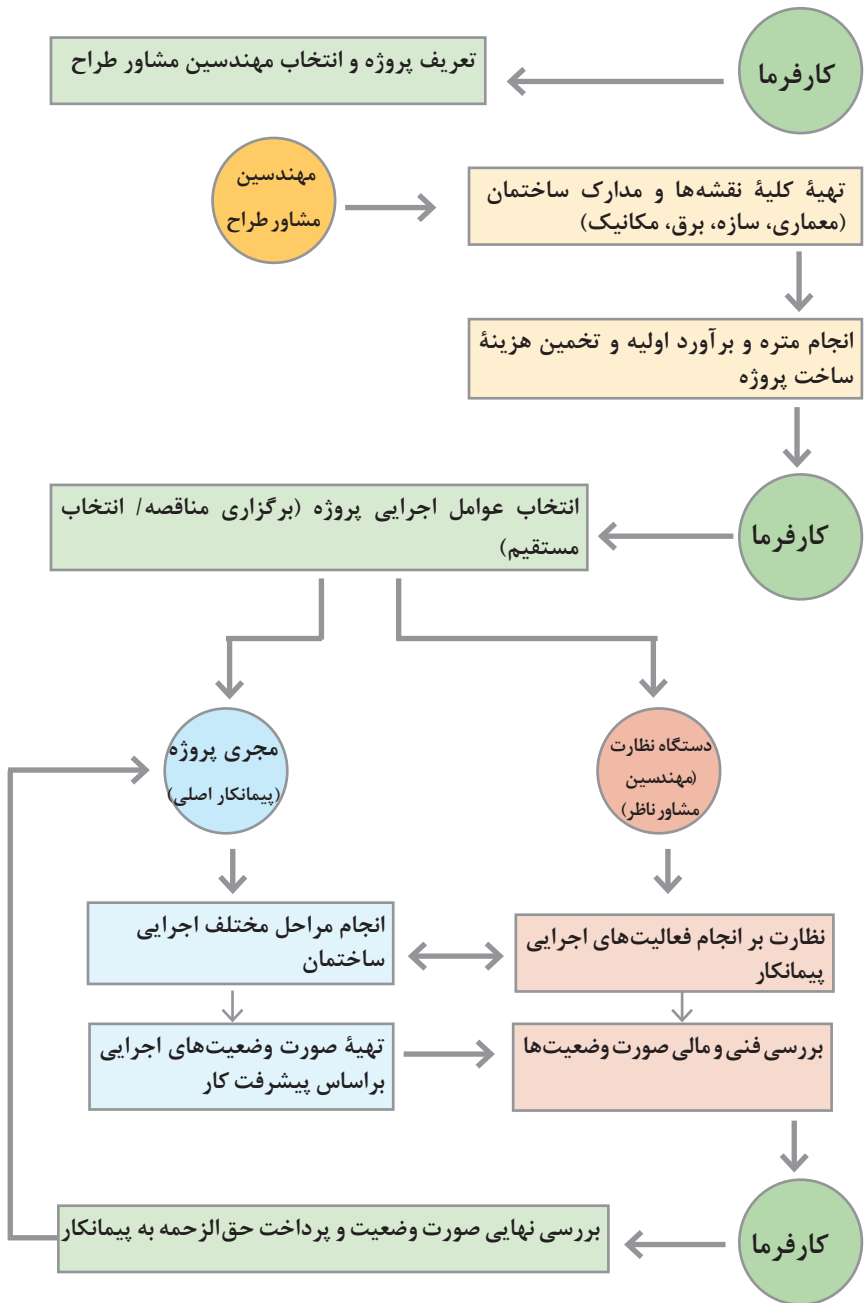 کارفرما
تعریف پروژه و انتخاب مهندسین مشاور طراح
مهندسین
مشاور طراح
تهیۀ کلیۀ نقشه‌ها و مدارک ساختمان
(معماری، سازه، برق، مکانیک)
انجام متره و برآورد اولیه و تخمین هزینۀ
ساخت پروژه
کارفرما
انتخاب عوامل اجرایی پروژه (برگزاری مناقصه/ انتخاب
مستقیم)
دستگاه نظارت
(مهندسین
مشاور ناظر)
مجری پروژه
(پیمانکار اصلی)
نظارت بر انجام فعالیت‌های اجرایی
پیمانکار
انجام مراحل مختلف اجرایی
ساختمان
بررسی فنی و مالی صورت وضعیت‌ها
تهیۀ صورت وضعیت‌های اجرایی
براساس پیشرفت کار
کارفرما
بررسی نهایی صورت وضعیت و پرداخت حق‌الزحمه به پیمانکار